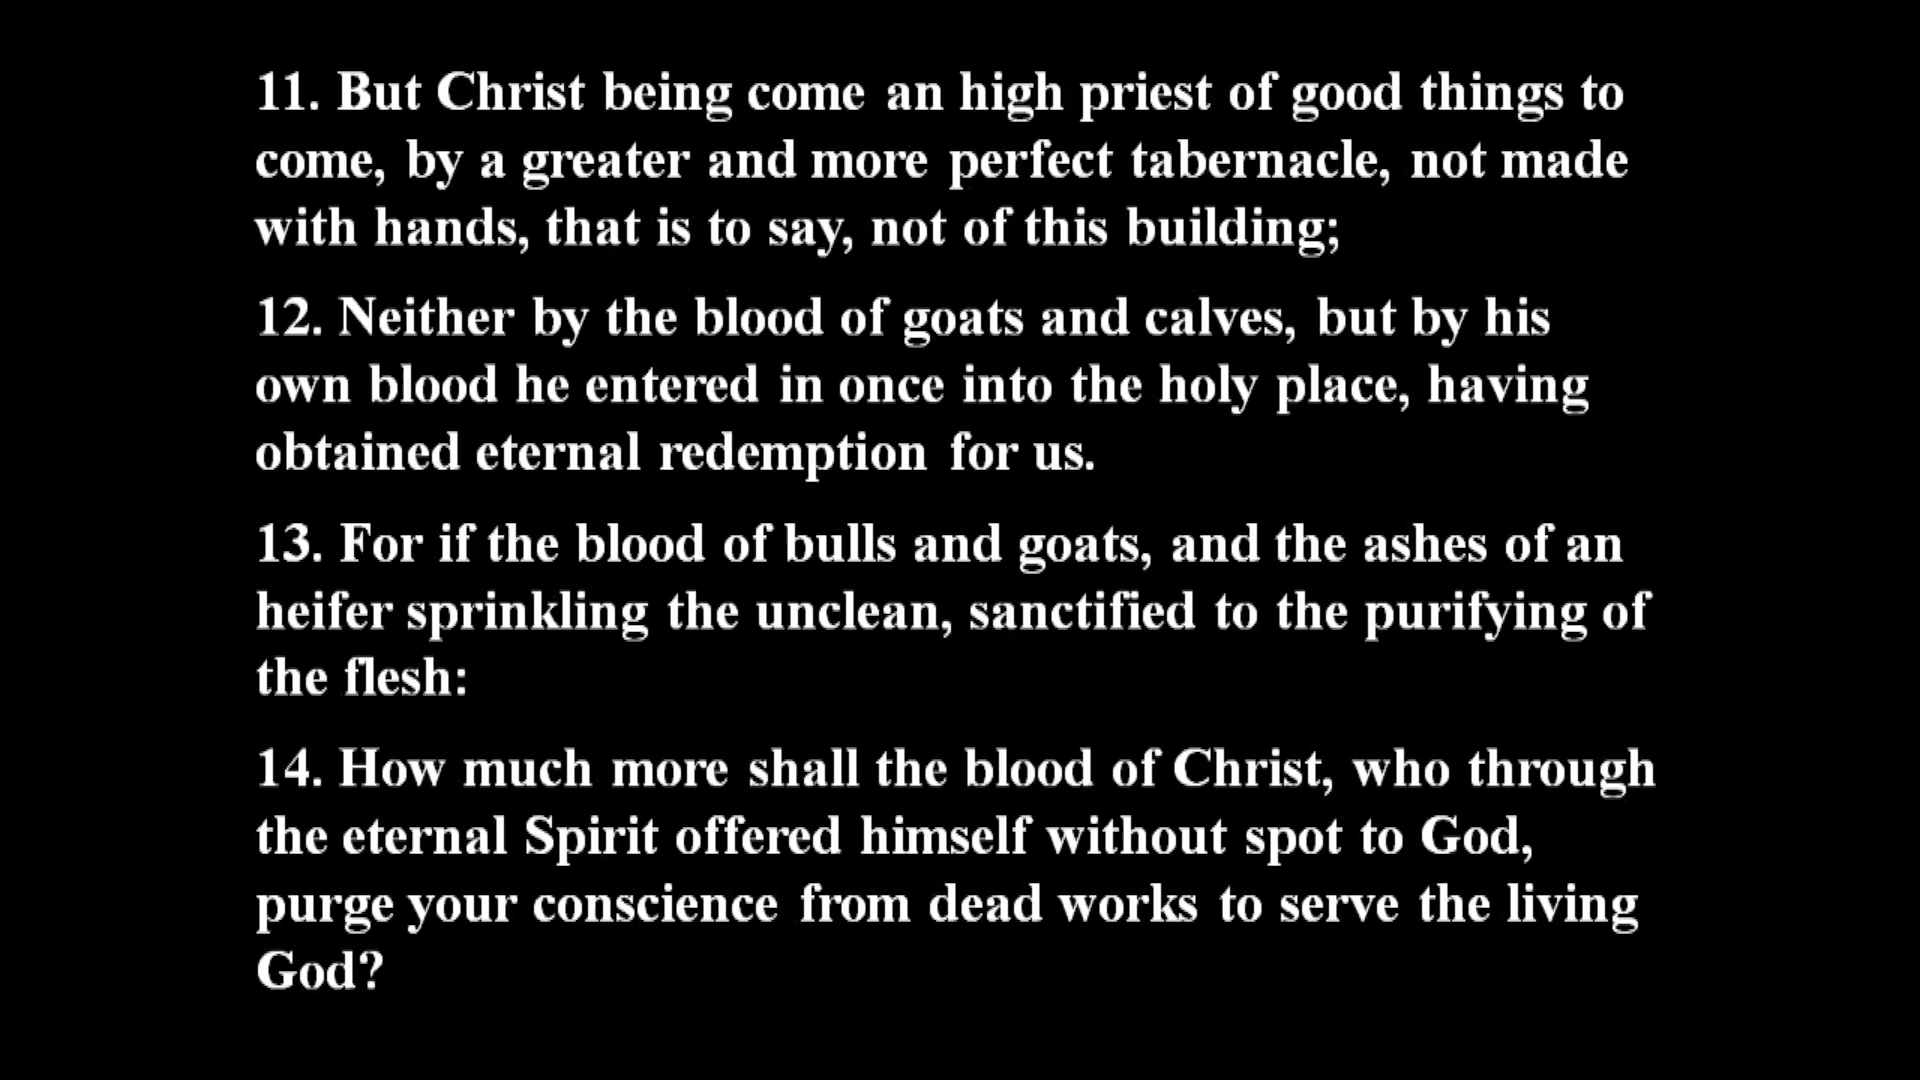 11. But Christ being come an high priest of good things to
come, by a greater and more perfect tabernacle, not made
with hands, that is to say, not of this building;
12. Neither by the blood of goats and calves, but by his
own blood he entered in once into the holy place, having
obtained eternal redemption for us.
13. For if the blood of bulls and goats, and the ashes of an
heifer sprinkling the unclean, sanctified to the purifying of
the flesh:
14. How much more shall the blood of Christ, who through
the eternal Spirit offered himself without spot to God,
purge your conscience from dead works to serve the living
God?